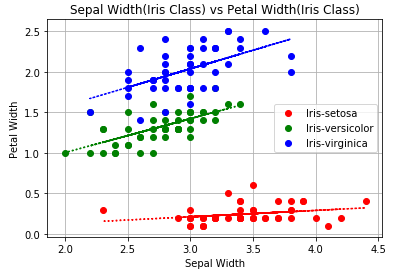 Sepal Width(Iris Class) vs Petal Width(Iris Class)
2.5
2.0
1.5
1.0
0.5
0.0
Petal Width
Iris-setosa
Iris-versicolor
Iris-virginica
2.0 2.5 3.0 3.5 4.0 4.5
Sepal Width